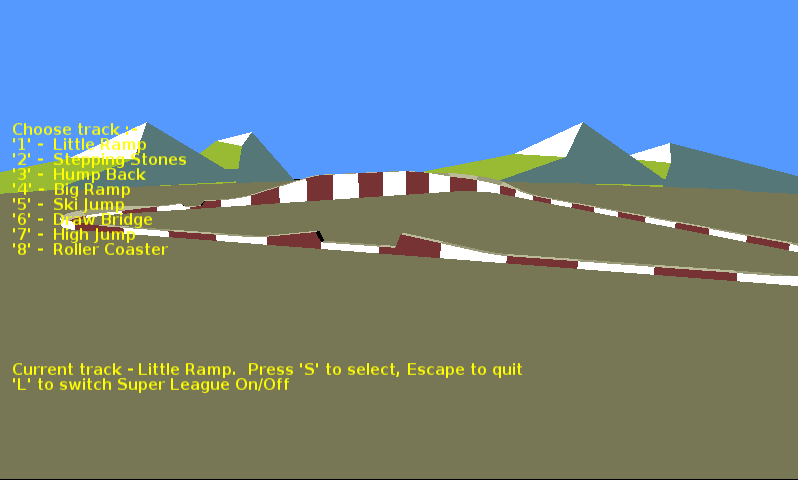 Choose track :-
'1' -  Little Ramp
'2' -  Stepping Stones
'3' -  Hump Back
'4' -  Big Ramp
'5' -  Ski Jump
'6' -  Draw Bridge
'7' -  High Jump
'8' -  Roller Coaster
Current track - Little Ramp.  Press 'S' to select, Escape to quit
'L' to switch Super League On/Off